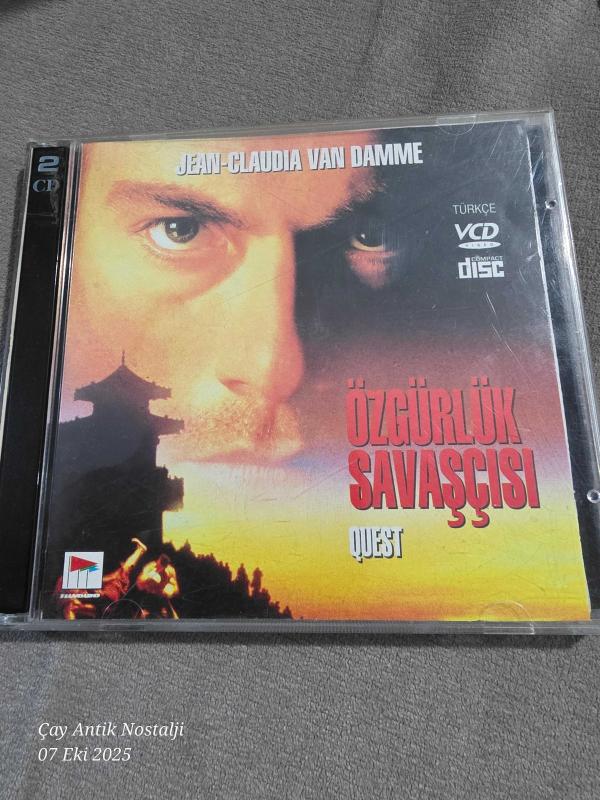 2
CD
JEAN-CLAUDIA VAN DAMME
TÜRKÇE
VCD
VIDEO
COMPACT
disc
ÖZGÜRLÜK
SAVAŞÇISI
QUEST
Çay Antik Nostalji
07 Eki 2025